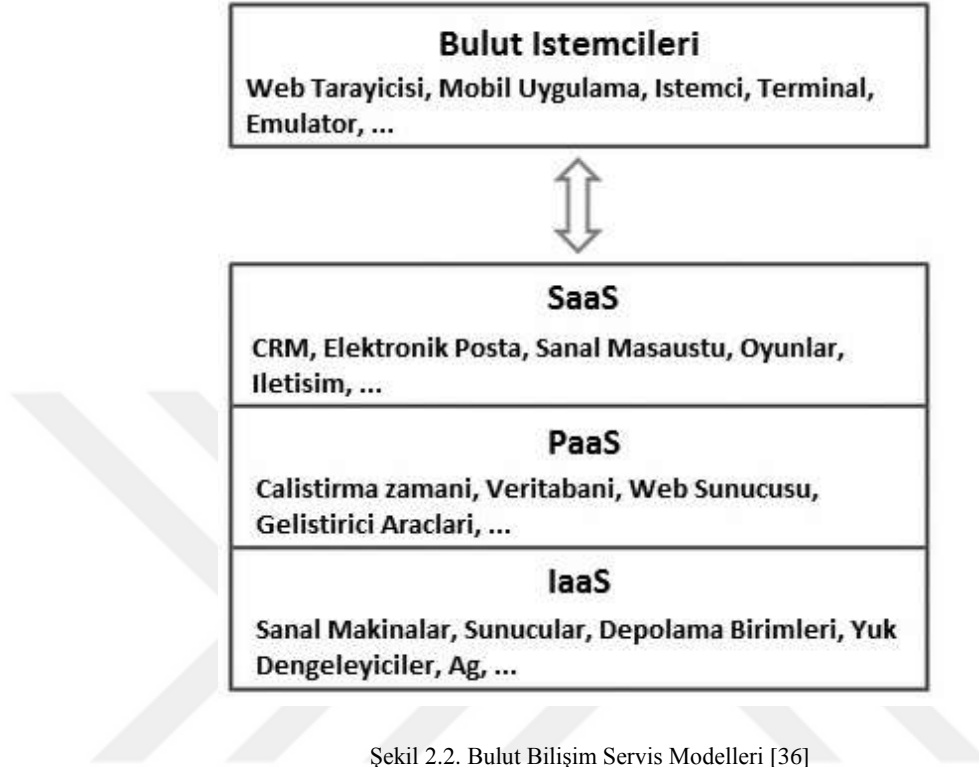 Bulut Istemcileri
Web Tarayicisi, Mobil Uygulama, Istemci, Terminal,
Emulator, ...
SaaS
CRM, Elektronik Posta, Sanal Masaustu, Oyunlar,
Iletisim, ...
PaaS
Calistirma zamani, Veritabani, Web Sunucusu,
Gelistirici Araclari, ...
IaaS
Sanal Makinalar, Sunucular, Depolama Birimleri, Yuk
Dengeleyiciler, Ag, ...
Şekil 2.2. Bulut Bilişim Servis Modelleri [36]